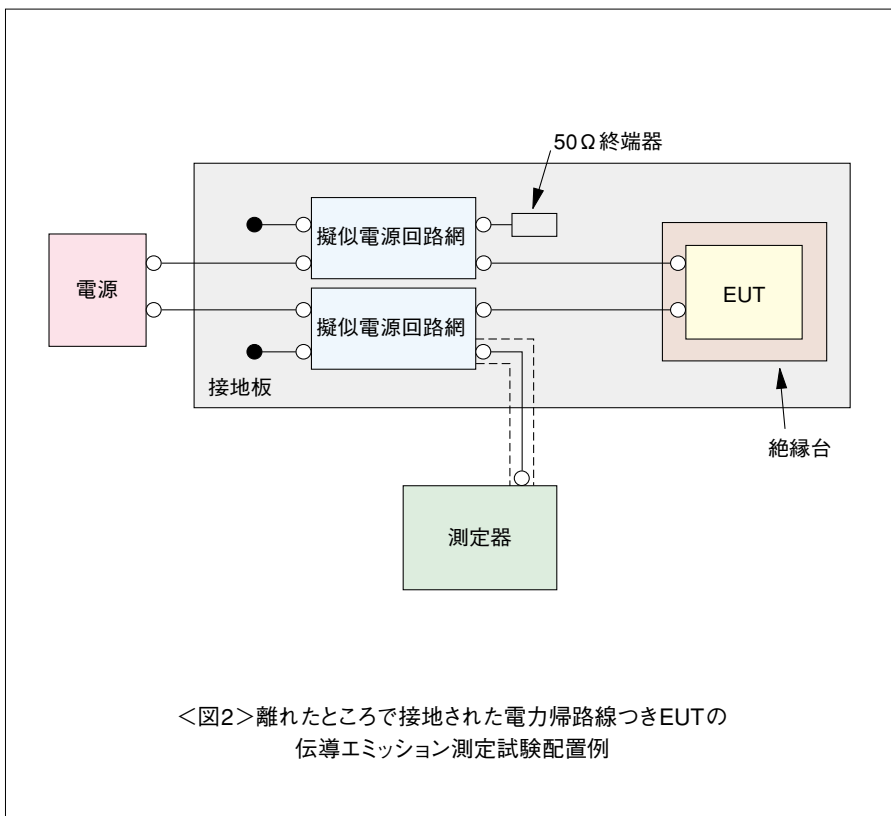 50Ω終端器
擬似電源回路網
電源
EUT
擬似電源回路網
接地板
絶縁台
測定器
＜図2＞離れたところで接地された電力帰路線つきEUTの
伝導エミッション測定試験配置例